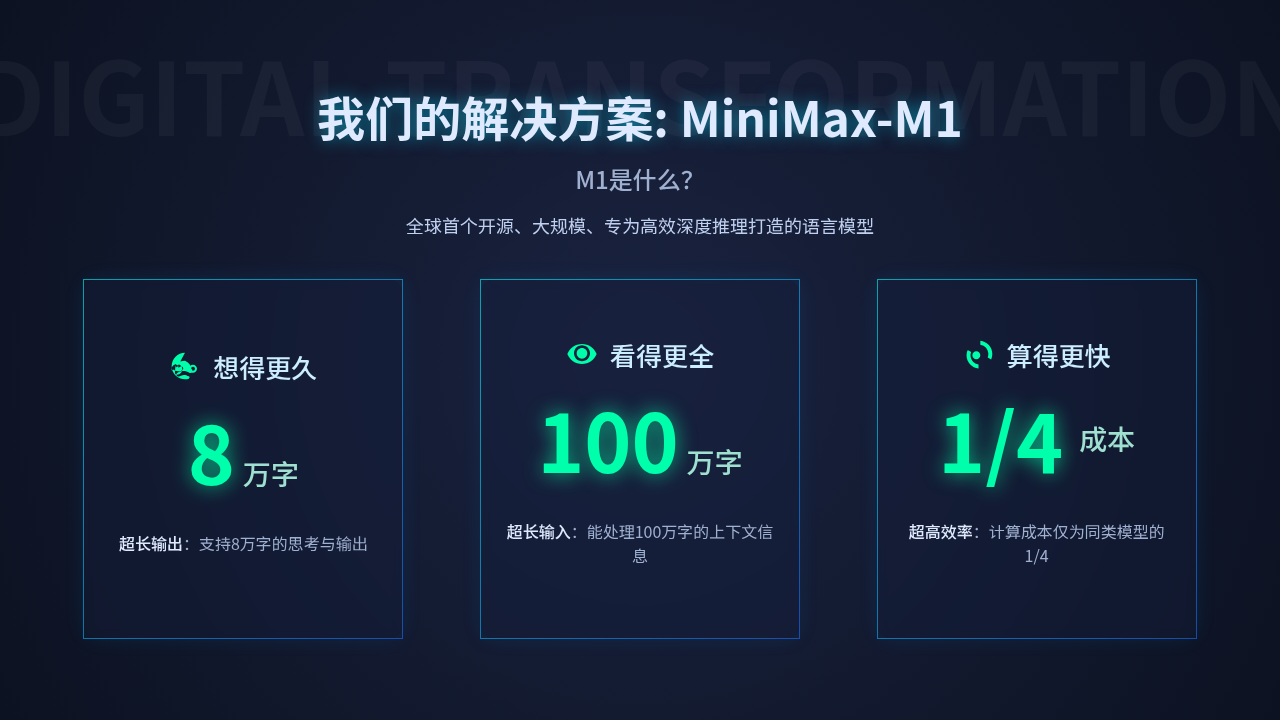 DIGITAL TRANSFORMATION
我们的解决方案: MiniMax-M1
M1是什么?
全球首个开源、大规模、专为高效深度推理打造的语言模型
想得更久
8 万字
超长输出：支持8万字的思考与输出
看得更全
100 万字
超长输入：能处理100万字的上下文信
息
算得更快
1/4 成本
超高效率：计算成本仅为同类模型的
1/4